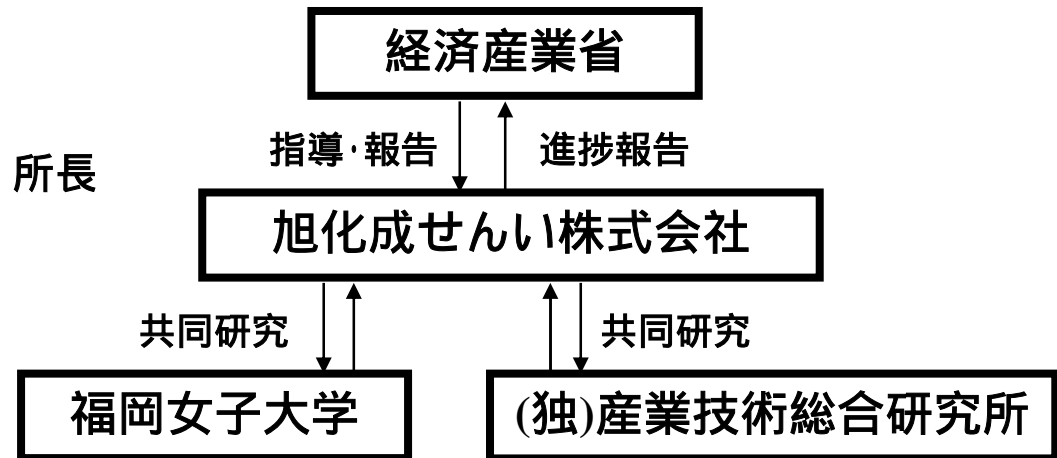 経済産業省
指導・報告
進捗報告
所長
旭化成せんい株式会社
共同研究
共同研究
福岡女子大学
(独)産業技術総合研究所